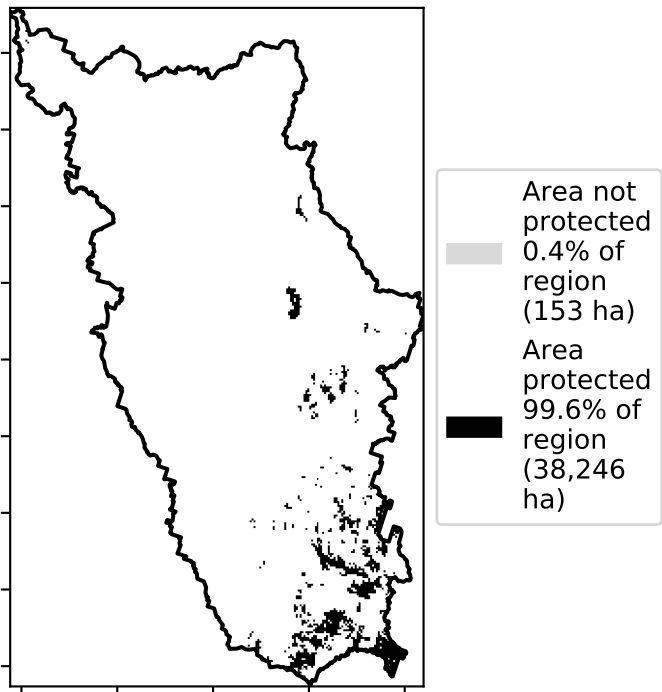 Area not
protected
0.4% of
region
(153 ha)
Area
protected
99.6% of
region
(38,246
ha)